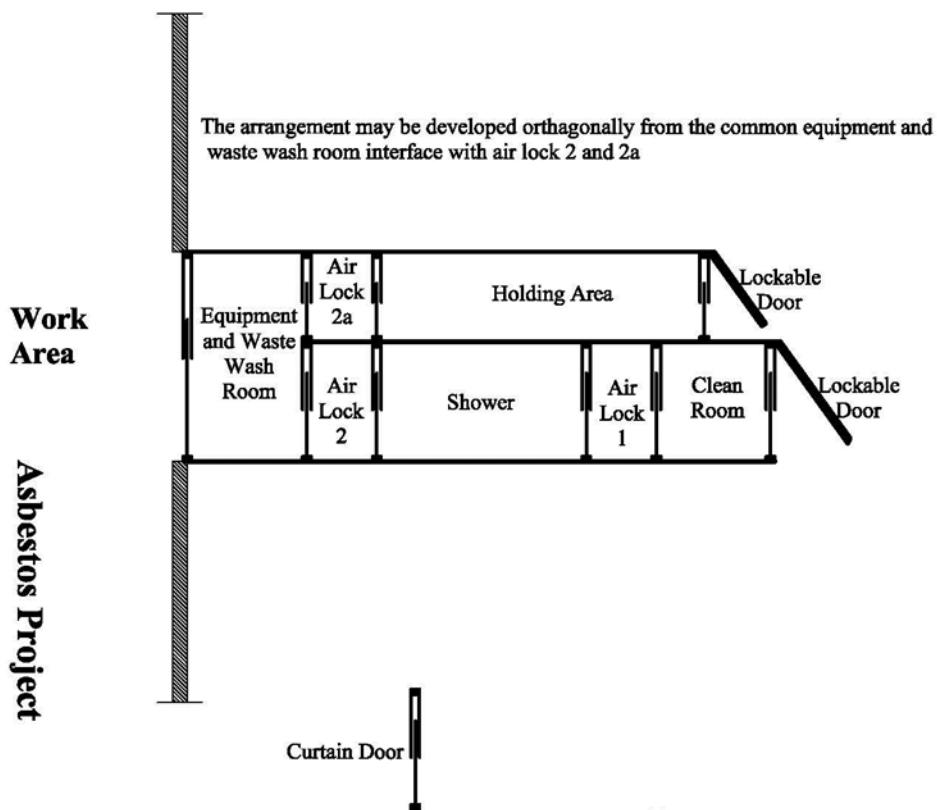 The arrangement may be developed orthagonally from the common equipment and
waste wash room interface with air lock 2 and 2a
Work
Area
Equipment
and Waste
Wash
Room
Air
Lock
2a
Holding Area
Lockable
Door
Air
Lock
2
Shower
Air
Lock
1
Clean
Room
Lockable
Door
Asbestos Project
Curtain Door